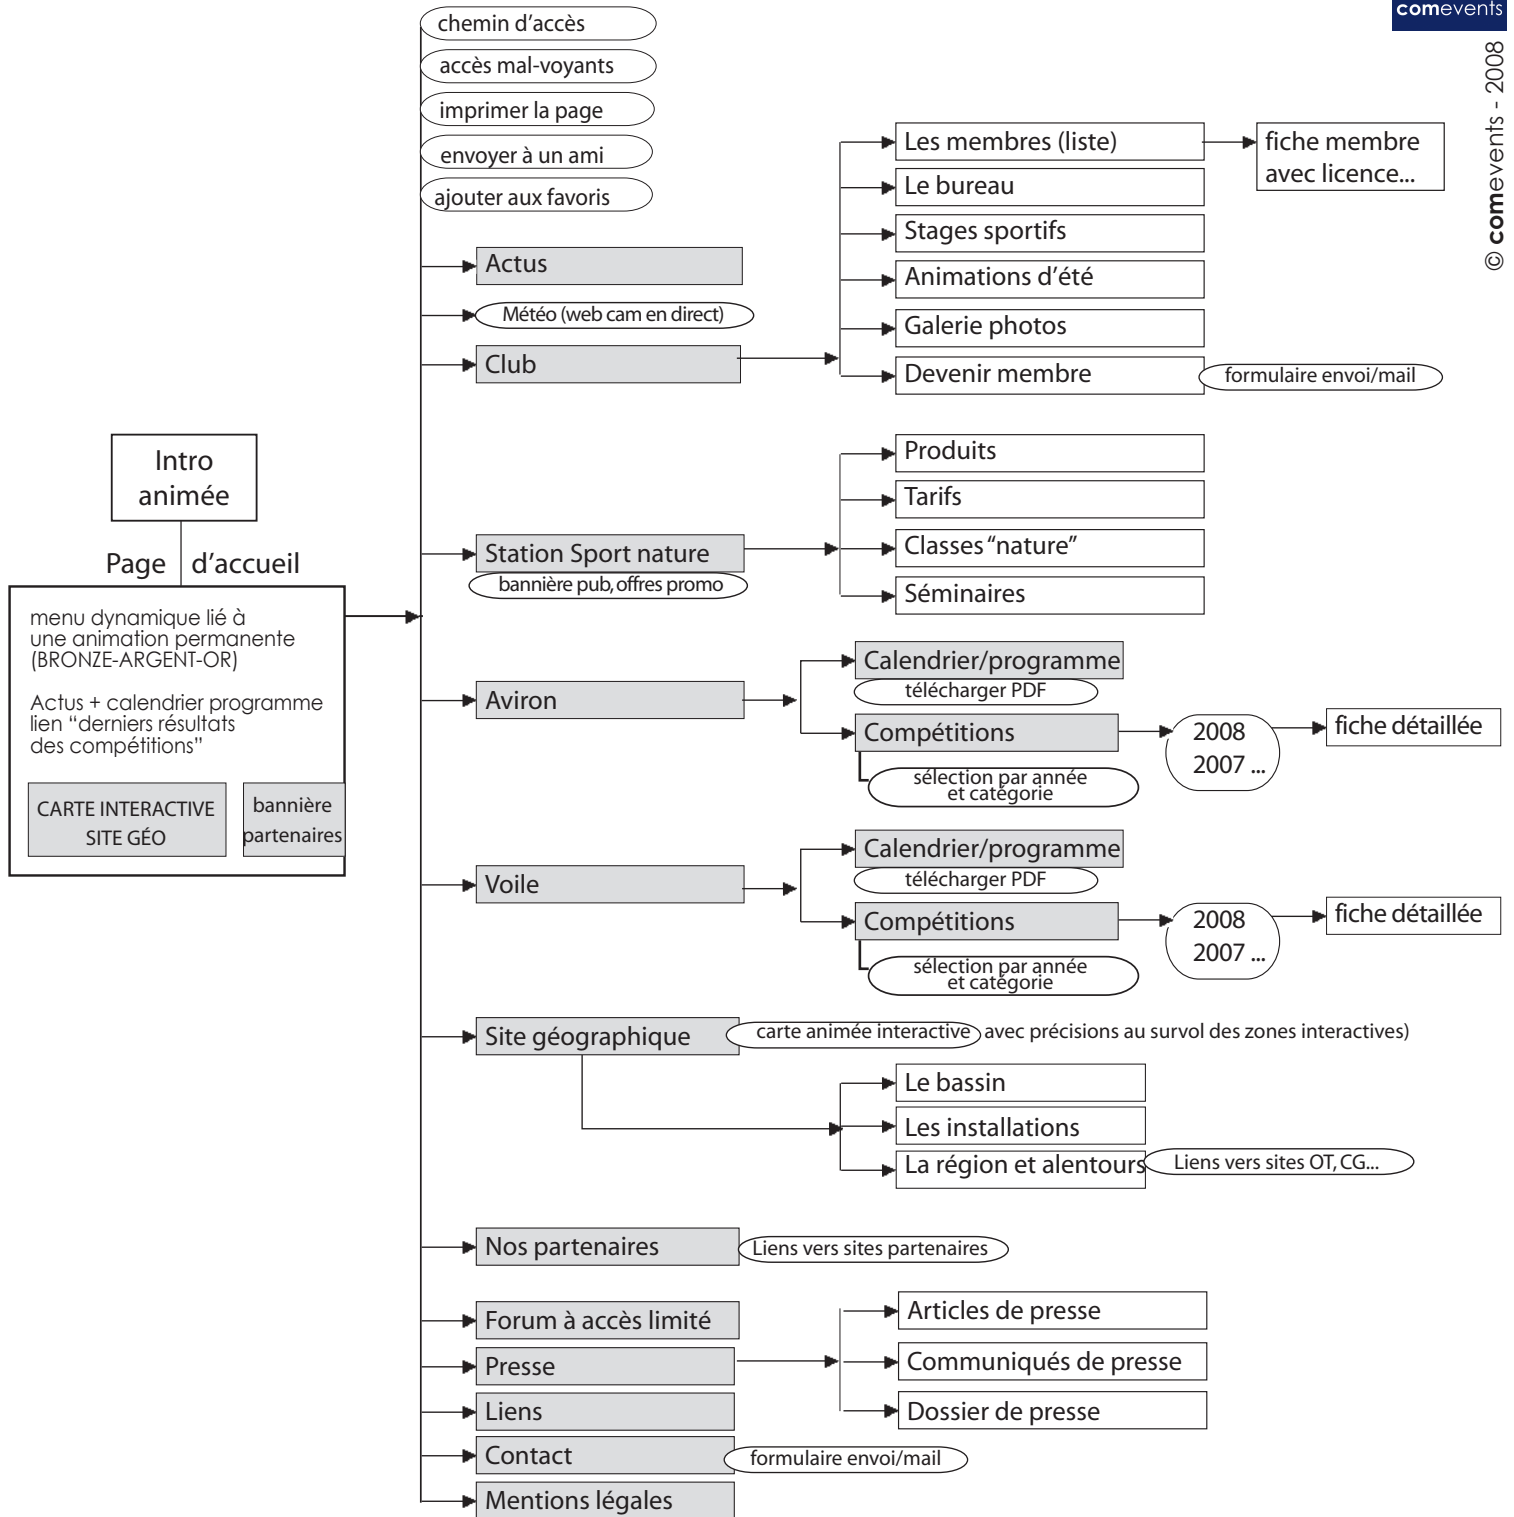 comevents
© comevents - 2008
chemin d'accès
accès mal-voyants
imprimer la page
envoyer à un ami
ajouter aux favoris
Actus
Météo (web cam en direct)
Club
Les membres (liste)
fiche membre
avec licence...
Le bureau
Stages sportifs
Animations d'été
Galerie photos
Devenir membre
formulaire envoi/mail
Intro
animée
Page d'accueil
menu dynamique lié à
une animation permanente
(BRONZE-ARGENT-OR)
Actus + calendrier programme
lien “derniers résultats
des compétitions”
CARTE INTERACTIVE
SITE GÉO
bannière
partenaires
Station Sport nature
bannière pub, offres promo
Produits
Tarifs
Classes “nature”
Séminaires
Aviron
Calendrier/programme
télécharger PDF
Compétitions
sélection par année
et catégorie
2008
2007 ...
fiche détaillée
Voile
Calendrier/programme
télécharger PDF
Compétitions
sélection par année
et catégorie
2008
2007 ...
fiche détaillée
Site géographique
carte animée interactive avec précisions au survol des zones interactives)
Le bassin
Les installations
La région et alentours
Liens vers sites OT, CG...
Nos partenaires
Liens vers sites partenaires
Forum à accès limité
Presse
Articles de presse
Communiqués de presse
Dossier de presse
Liens
Contact
formulaire envoi/mail
Mentions légales